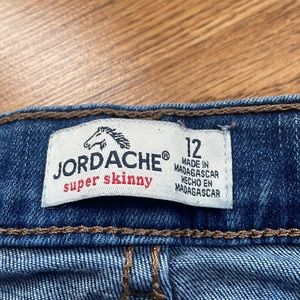 JORDACHE®
super skinny
12
MADE IN
MADAGASCAR
HECHO EN
MADAGASCAR